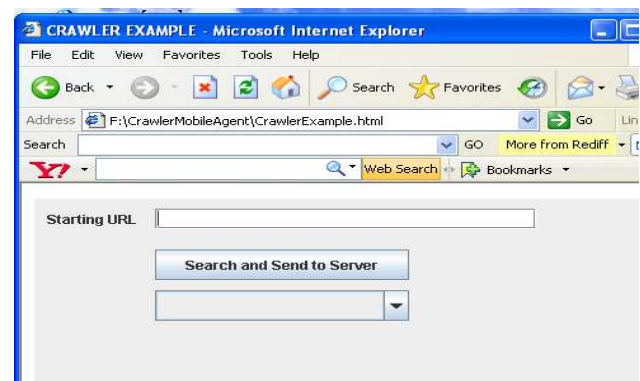 CRAWLER EXAMPLE - Microsoft Internet Explorer
File Edit View Favorites Tools Help
Back Search Favorites
Address F:\CrawlerMobileAgent\CrawlerExample.html Go Lin
Search GO More from Rediff
Y! Web Search Bookmarks
Starting URL
Search and Send to Server